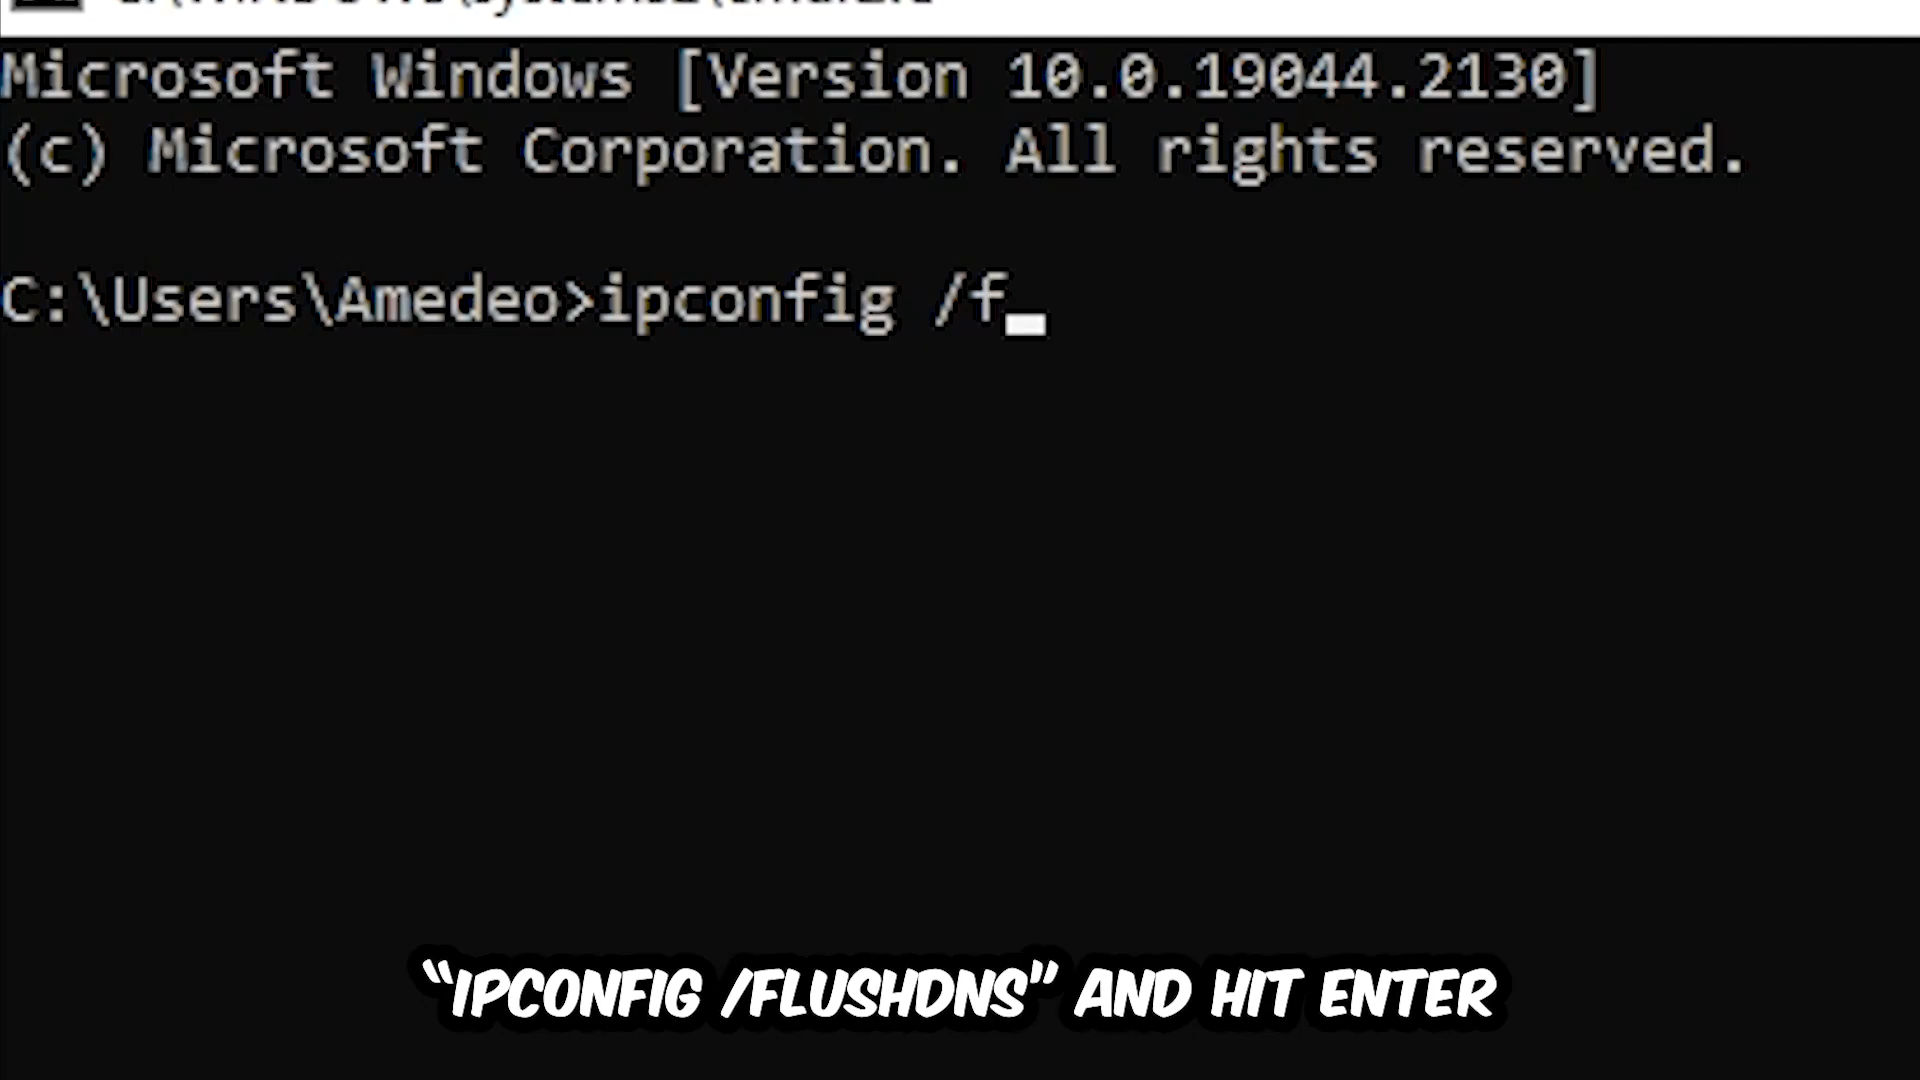 Microsoft Windows [Version 10.0.19044.2130]
(c) Microsoft Corporation. All rights reserved.
C:\Users\Amedeo>ipconfig /f
“IPCONFIG /FLUSHDNS” AND HIT ENTER